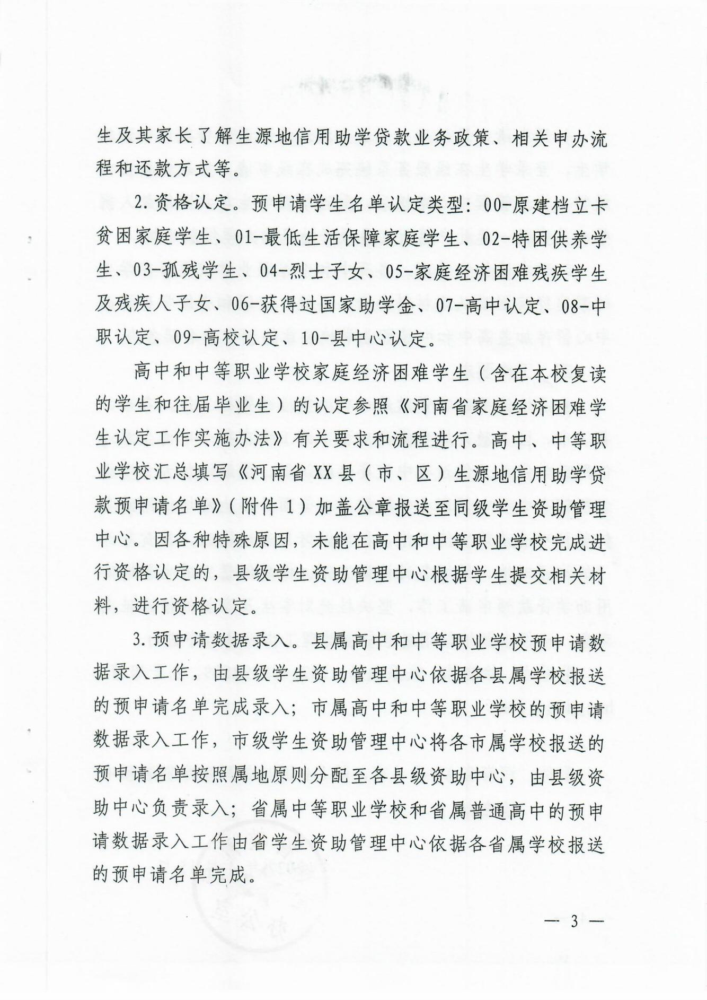 生及其家长了解生源地信用助学贷款业务政策、相关申办流
程和还款方式等。
2.资格认定。预申请学生名单认定类型：00-原建档立卡
贫困家庭学生、01-最低生活保障家庭学生、02-特困供养学
生、03-孤残学生、04-烈士子女、05-家庭经济困难残疾学生
及残疾人子女、06-获得过国家助学金、07-高中认定、08-中
职认定、09-高校认定、10-县中心认定。
高中和中等职业学校家庭经济困难学生（含在本校复读
的学生和往届毕业生）的认定参照《河南省家庭经济困难学
生认定工作实施办法》有关要求和流程进行。高中、中等职
业学校汇总填写《河南省XX县（市、区）生源地信用助学贷
款预申请名单》（附件1）加盖公章报送至同级学生资助管理
中心。因各种特殊原因，未能在高中和中等职业学校完成进
行资格认定的，县级学生资助管理中心根据学生提交相关材
料，进行资格认定。
3.预申请数据录入。县属高中和中等职业学校预申请数
据录入工作，由县级学生资助管理中心依据各县属学校报送
的预申请名单完成录入；市属高中和中等职业学校的预申请
数据录入工作，市级学生资助管理中心将各市属学校报送的
预申请名单按照属地原则分配至各县级资助中心，由县级资
助中心负责录入；省属中等职业学校和省属普通高中的预申
请数据录入工作由省学生资助管理中心依据各省属学校报送
的预申请名单完成。
— 3 —